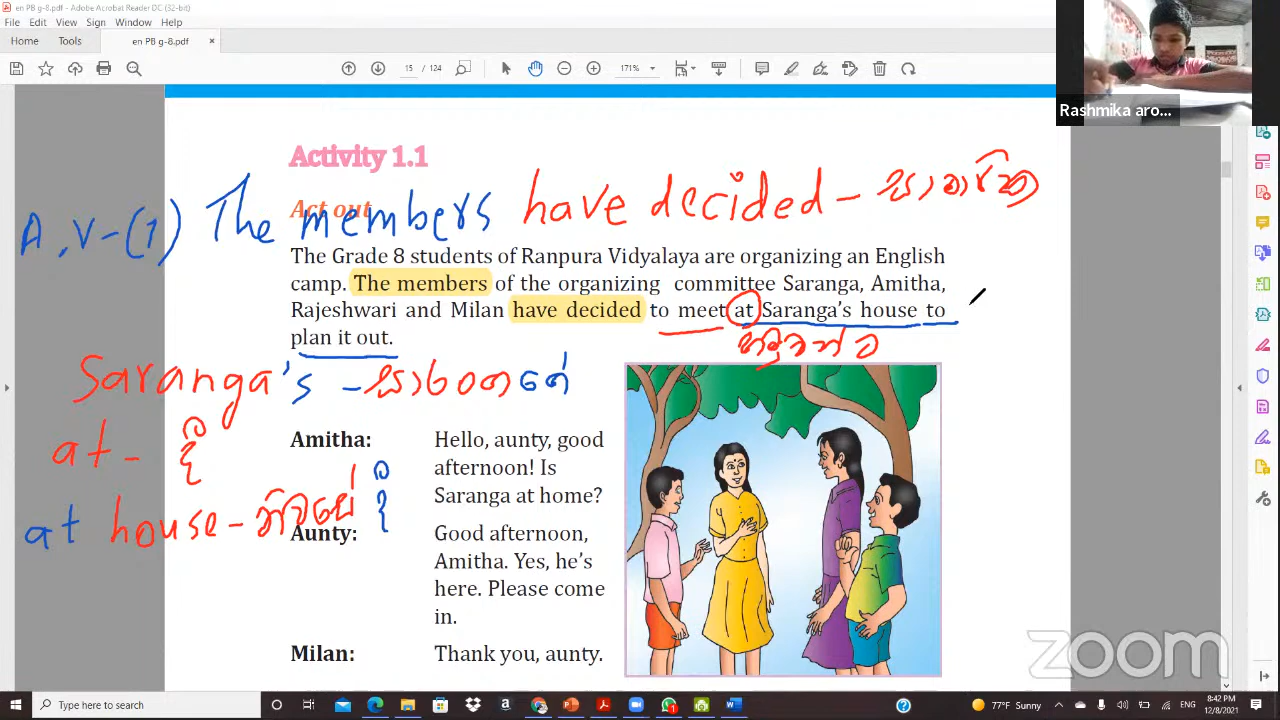 en PB g-8.pdf - Adobe Acrobat Reader DC (32-bit)
File Edit View Sign Window Help
Home Tools en PB g-8.pdf ×
15 / 124 171%
Rashmika aro...
Activity 1.1
Act out
A.V-(1) The members have decided -
The Grade 8 students of Ranpura Vidyalaya are organizing an English
camp. The members of the organizing committee Saranga, Amitha,
Rajeshwari and Milan have decided to meet at Saranga's house to
plan it out.
හමුවන්ට
Saranga's - සාරංගගේ
at - දී
at house - නිවසේ දී
Amitha: Hello, aunty, good
afternoon! Is
Saranga at home?
Aunty: Good afternoon,
Amitha. Yes, he's
here. Please come
in.
Milan: Thank you, aunty.
zoom
Type here to search
77°F Sunny ENG 8:42 PM
12/8/2021